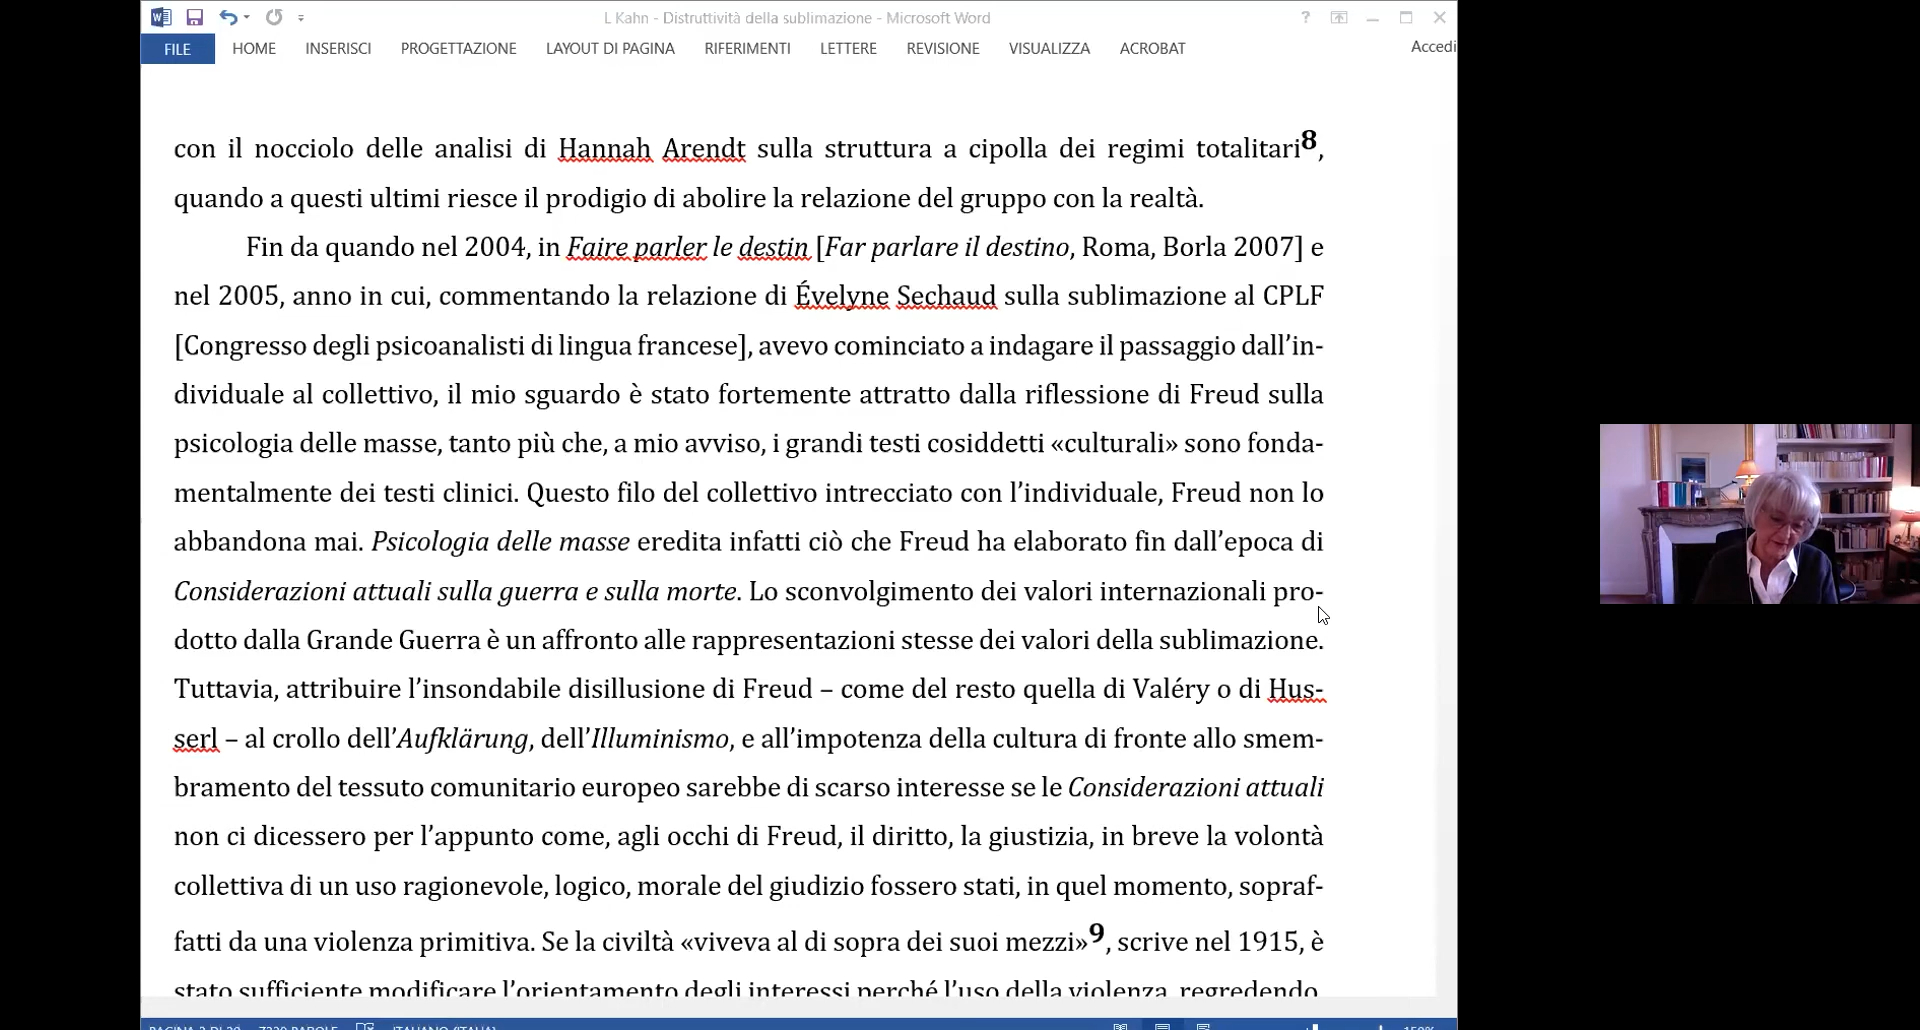 L Kahn - Distruttività della sublimazione - Microsoft Word
FILE HOME INSERISCI PROGETTAZIONE LAYOUT DI PAGINA RIFERIMENTI LETTERE REVISIONE VISUALIZZA ACROBAT Accedi
con il nocciolo delle analisi di Hannah Arendt sulla struttura a cipolla dei regimi totalitari8,
quando a questi ultimi riesce il prodigio di abolire la relazione del gruppo con la realtà.
Fin da quando nel 2004, in Faire parler le destin [Far parlare il destino, Roma, Borla 2007] e
nel 2005, anno in cui, commentando la relazione di Évelyne Sechaud sulla sublimazione al CPLF
[Congresso degli psicoanalisti di lingua francese], avevo cominciato a indagare il passaggio dall’in-
dividuale al collettivo, il mio sguardo è stato fortemente attratto dalla riflessione di Freud sulla
psicologia delle masse, tanto più che, a mio avviso, i grandi testi cosiddetti «culturali» sono fonda-
mentalmente dei testi clinici. Questo filo del collettivo intrecciato con l’individuale, Freud non lo
abbandona mai. Psicologia delle masse eredita infatti ciò che Freud ha elaborato fin dall’epoca di
Considerazioni attuali sulla guerra e sulla morte. Lo sconvolgimento dei valori internazionali pro-
dotto dalla Grande Guerra è un affronto alle rappresentazioni stesse dei valori della sublimazione.
Tuttavia, attribuire l’insondabile disillusione di Freud – come del resto quella di Valéry o di Hus-
serl – al crollo dell’Aufklärung, dell’Illuminismo, e all’impotenza della cultura di fronte allo smem-
bramento del tessuto comunitario europeo sarebbe di scarso interesse se le Considerazioni attuali
non ci dicessero per l’appunto come, agli occhi di Freud, il diritto, la giustizia, in breve la volontà
collettiva di un uso ragionevole, logico, morale del giudizio fossero stati, in quel momento, sopraf-
fatti da una violenza primitiva. Se la civiltà «viveva al di sopra dei suoi mezzi»9, scrive nel 1915, è
stato sufficiente modificare l’orientamento degli interessi perché l’uso della violenza, regredendo,